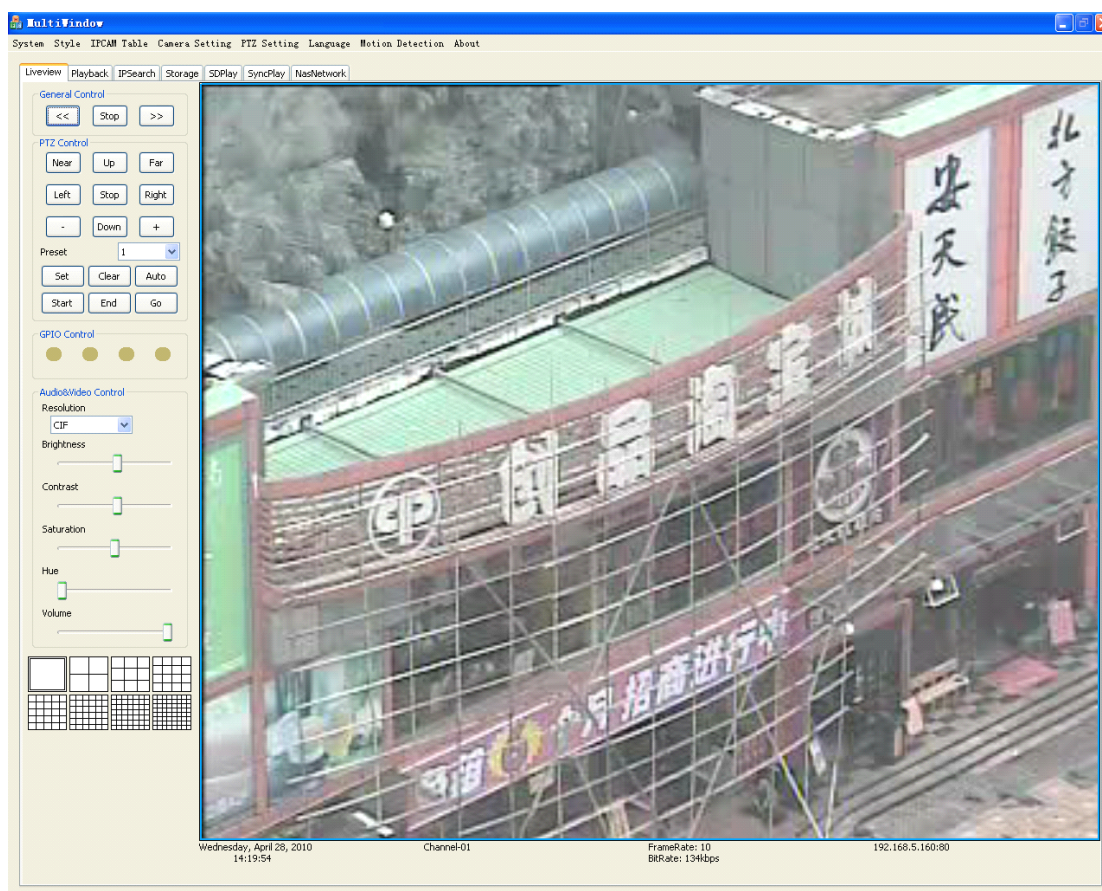 MultiWindow
System Style IPCAM Table Camera Setting PTZ Setting Language Motion Detection About
Liveview Playback IPSearch Storage SDPlay SyncPlay NasNetwork
General Control
<< Stop >>
PTZ Control
Near Up Far
Left Stop Right
- Down +
Preset 1
Set Clear Auto
Start End Go
GPIO Control
Audio&Video Control
Resolution
CIF
Brightness
Contrast
Saturation
Hue
Volume
北方饺子
安天成
招商进行中
Wednesday, April 28, 2010 Channel-01 FrameRate: 10 192.168.5.160:80
14:19:54 BitRate: 134kbps